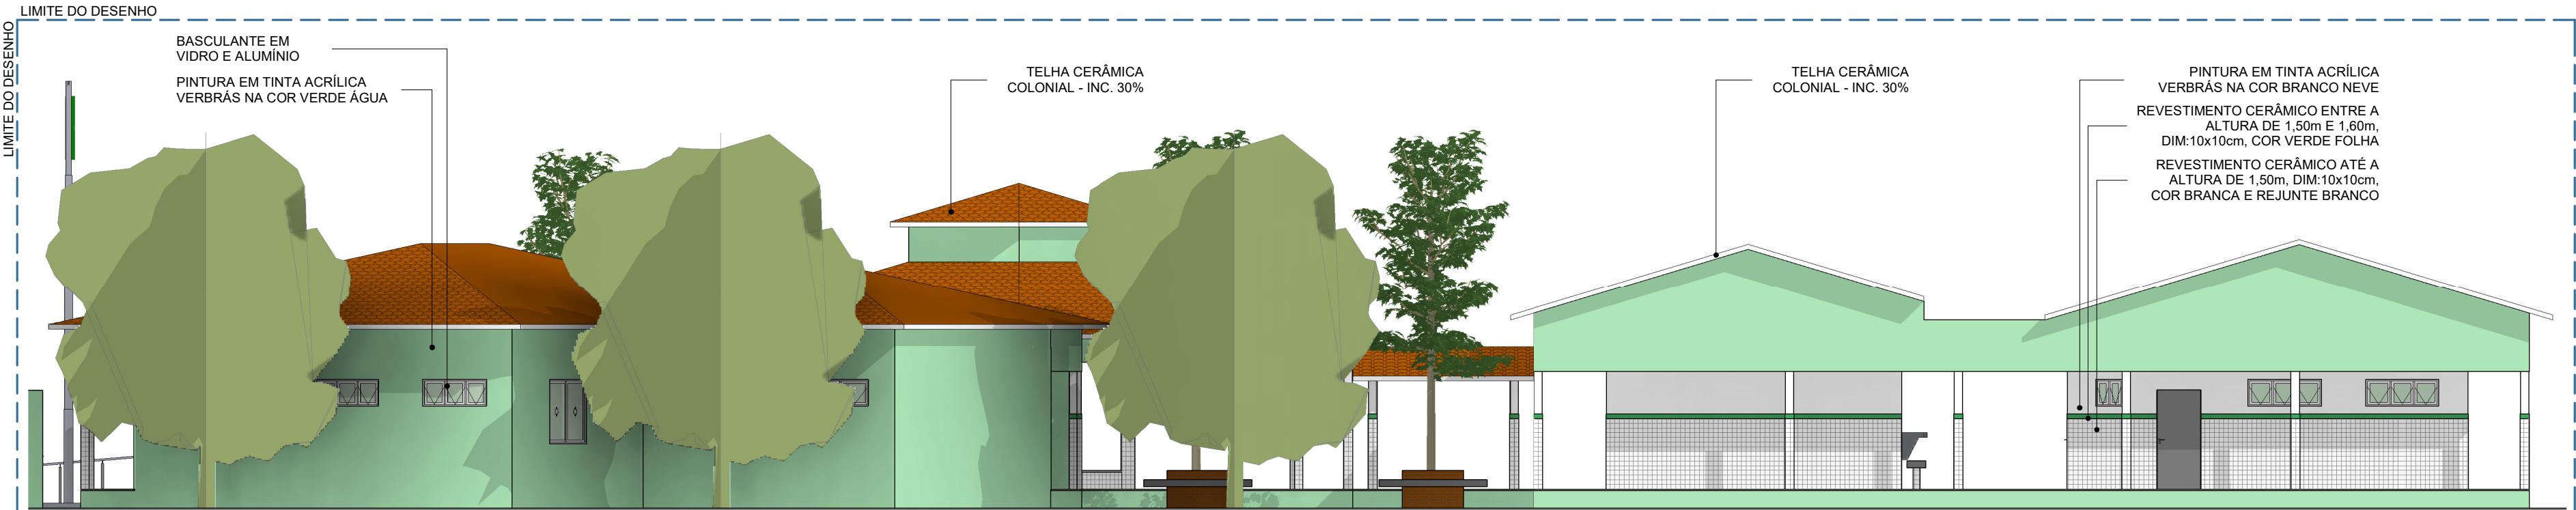 LIMITE DO DESENHO
LIMITE DO DESENHO
BASCULANTE EM
VIDRO E ALUMÍNIO
PINTURA EM TINTA ACRÍLICA
VERBRÁS NA COR VERDE ÁGUA
TELHA CERÂMICA
COLONIAL - INC. 30%
TELHA CERÂMICA
COLONIAL - INC. 30%
PINTURA EM TINTA ACRÍLICA
VERBRÁS NA COR BRANCO NEVE
REVESTIMENTO CERÂMICO ENTRE A
ALTURA DE 1,50m E 1,60m,
DIM:10x10cm, COR VERDE FOLHA
REVESTIMENTO CERÂMICO ATÉ A
ALTURA DE 1,50m, DIM:10x10cm,
COR BRANCA E REJUNTE BRANCO